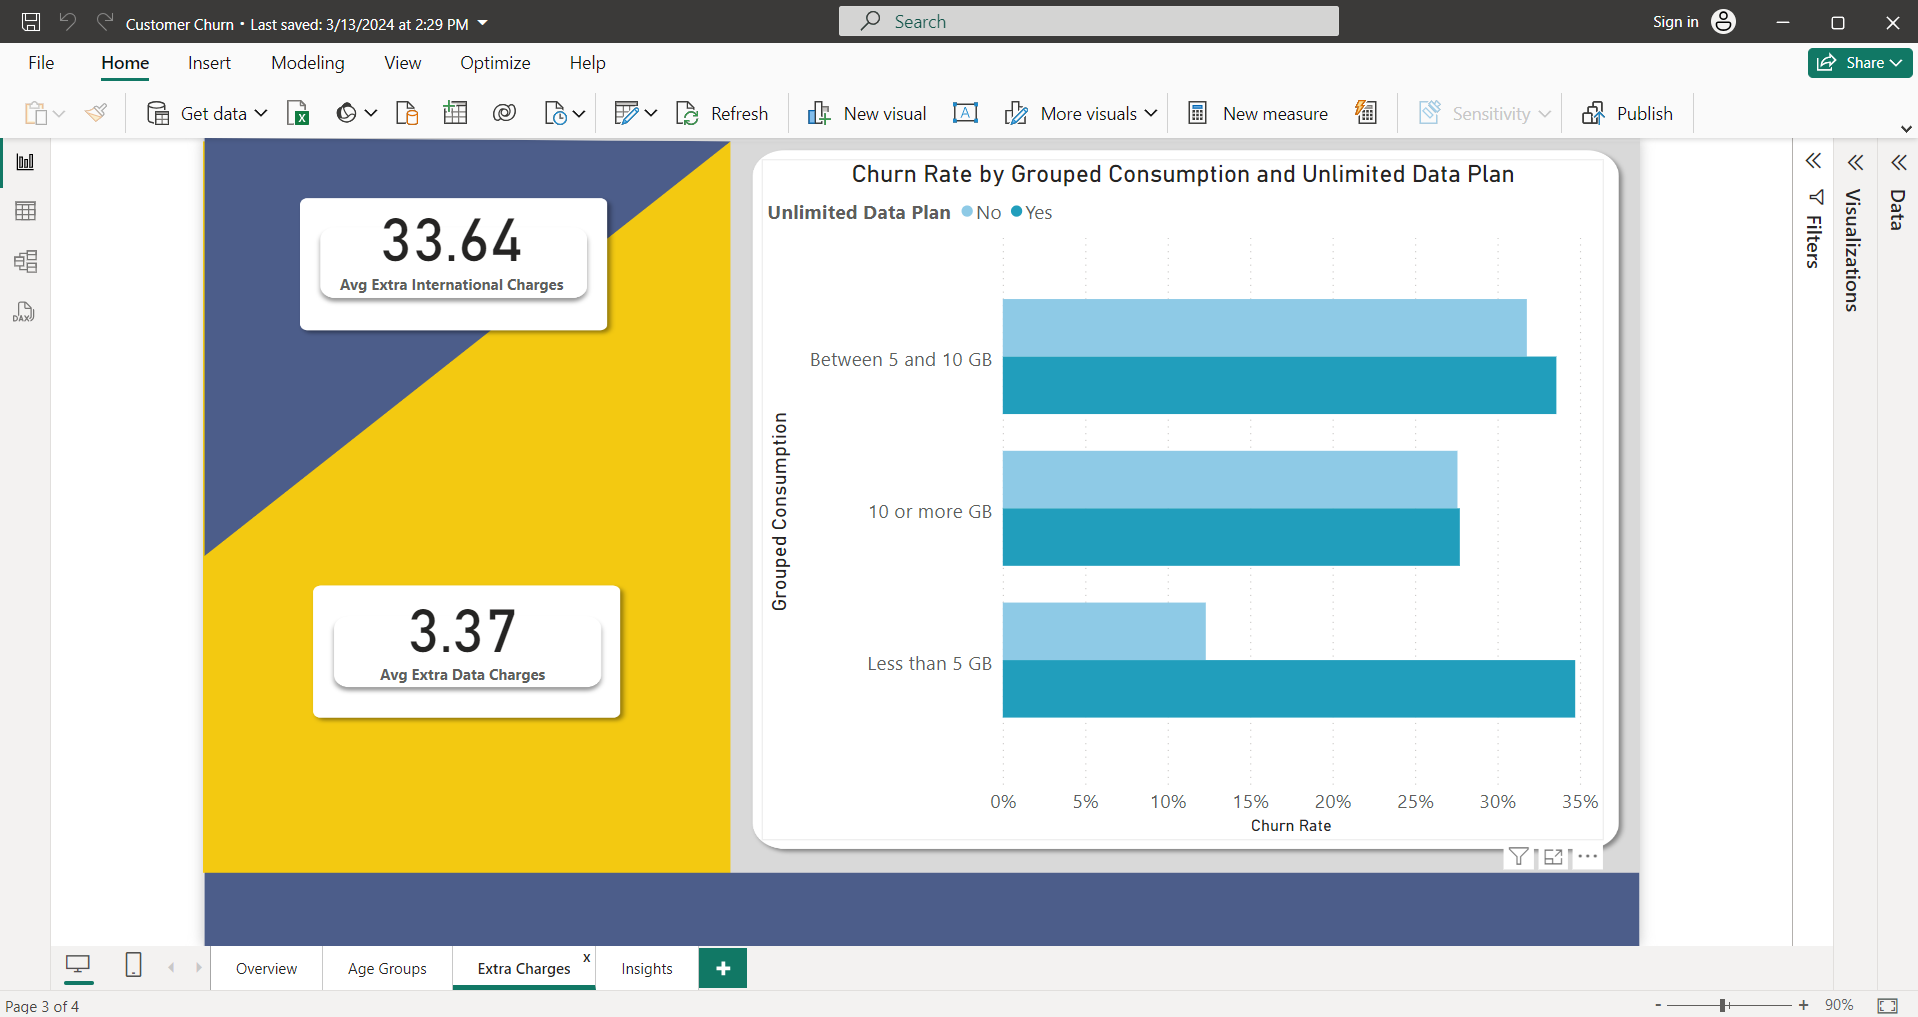 Customer Churn • Last saved: 3/13/2024 at 2:29 PM
Search
Sign in
File Home Insert Modeling View Optimize Help
Share
Get data
Refresh
New visual
A
More visuals
New measure
Sensitivity
Publish
DAX
33.64
Avg Extra International Charges
3.37
Avg Extra Data Charges
Churn Rate by Grouped Consumption and Unlimited Data Plan
Unlimited Data Plan No Yes
Grouped Consumption
Between 5 and 10 GB
10 or more GB
Less than 5 GB
0% 5% 10% 15% 20% 25% 30% 35%
Churn Rate
Filters
Visualizations
Data
Overview Age Groups Extra Charges x Insights +
Page 3 of 4
- + 90%